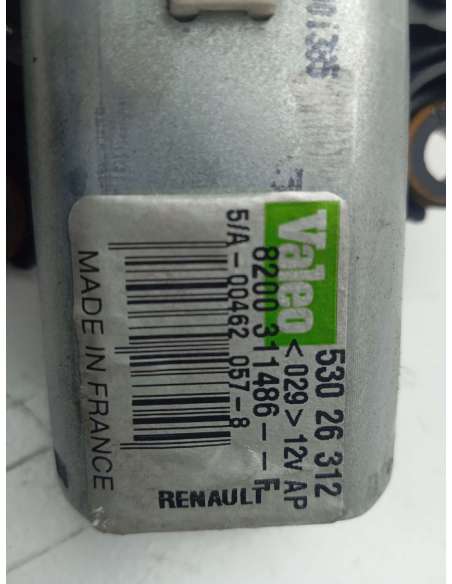 Valeo
530 26 312
< 029 > 12V AP
8200 311486--F
5/A-00462 057-8
MADE IN FRANCE
RENAULT